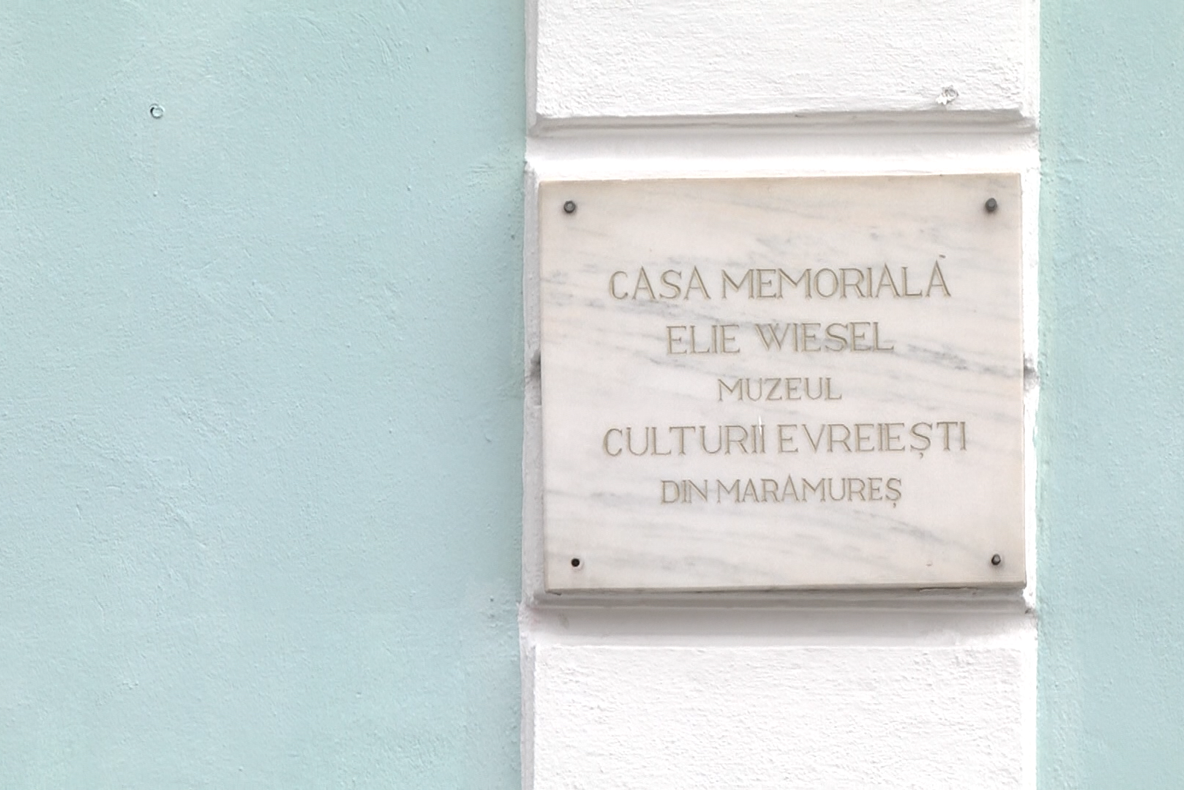 CASA MEMORIALĂ
ELIE WIESEL
MUZEUL
CULTURII EVREIEȘTI
DIN MARAMUREȘ